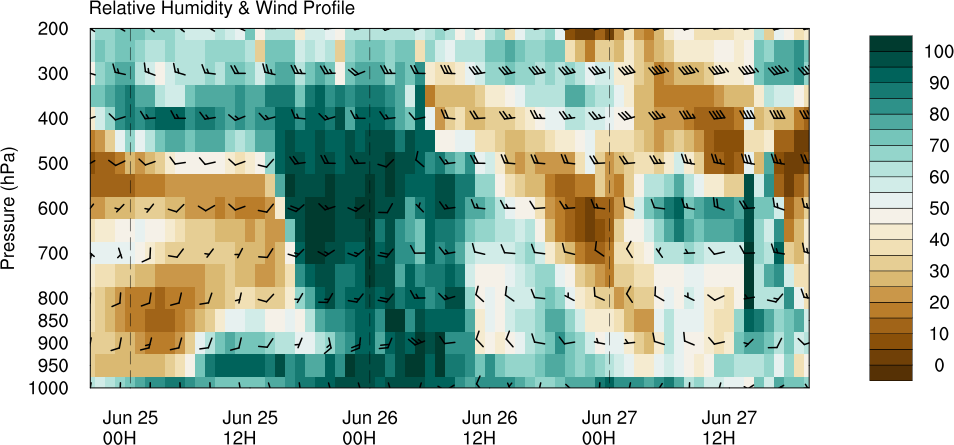 Relative Humidity & Wind Profile
Pressure (hPa)
200
300
400
500
600
700
800
850
900
950
1000
Jun 25
00H
Jun 25
12H
Jun 26
00H
Jun 26
12H
Jun 27
00H
Jun 27
12H
100
90
80
70
60
50
40
30
20
10
0